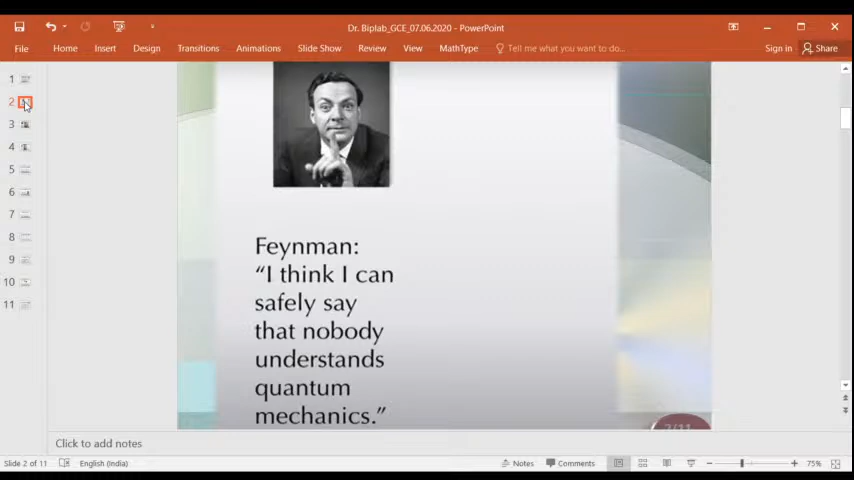 Dr. Biplab_GCE_07.06.2020 - PowerPoint
File Home Insert Design Transitions Animations Slide Show Review View MathType Tell me what you want to do... Sign in Share
1
2
3
4
5
6
7
8
9
10
11
Feynman:
“I think I can
safely say
that nobody
understands
quantum
mechanics.”
2/11
Click to add notes
Slide 2 of 11 English (India) Notes Comments 75%